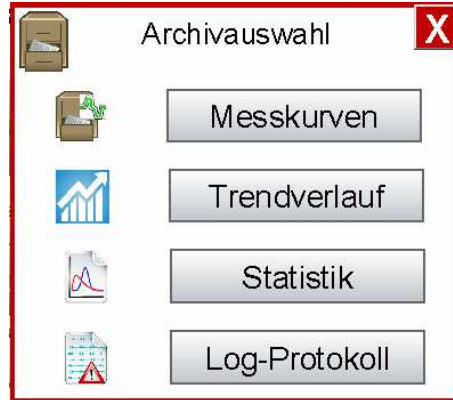 Archivauswahl
X
Messkurven
Trendverlauf
Statistik
Log-Protokoll